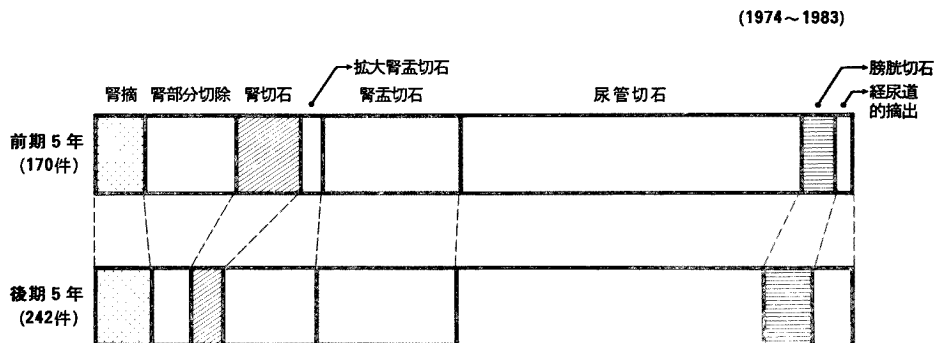 (1974～1983)
拡大腎盂切石
膀胱切石
腎摘 腎部分切除 腎切石 腎盂切石 尿管切石
経尿道
的摘出
前期5年
(170件)
後期5年
(242件)